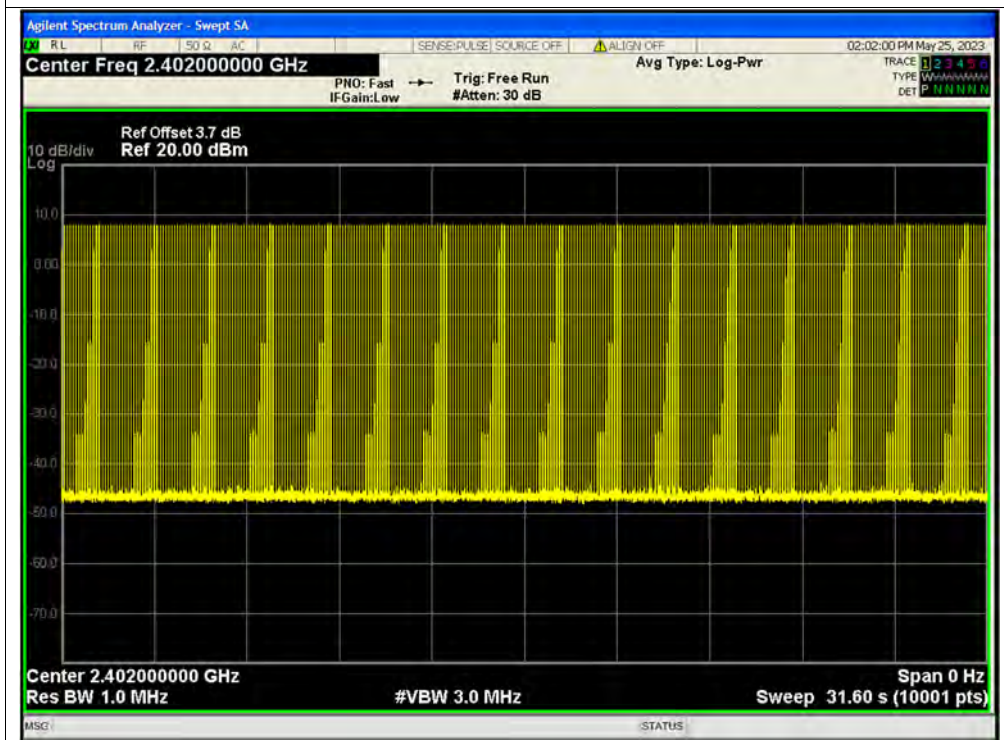 Agilent Spectrum Analyzer - Swept SA
LXI RL RF 50 Ω AC SENSE:PULSE SOURCE OFF ALIGN OFF 02:02:00 PM May 25, 2023
Center Freq 2.402000000 GHz
PNO: Fast
IFGain:Low
Trig: Free Run
#Atten: 30 dB
Avg Type: Log-Pwr
TRACE 1 2 3 4 5 6
TYPE W
DET P N N N N N
Ref Offset 3.7 dB
10 dB/div Ref 20.00 dBm
Log
10.0
0.00
-10.0
-20.0
-30.0
-40.0
-50.0
-60.0
-70.0
Center 2.402000000 GHz Span 0 Hz
Res BW 1.0 MHz #VBW 3.0 MHz Sweep 31.60 s (10001 pts)
MSG STATUS